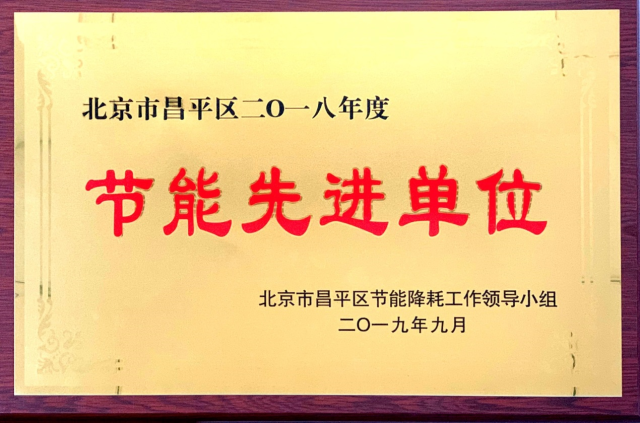 北京市昌平区二〇一八年度
节能先进单位
北京市昌平区节能降耗工作领导小组
二〇一九年九月